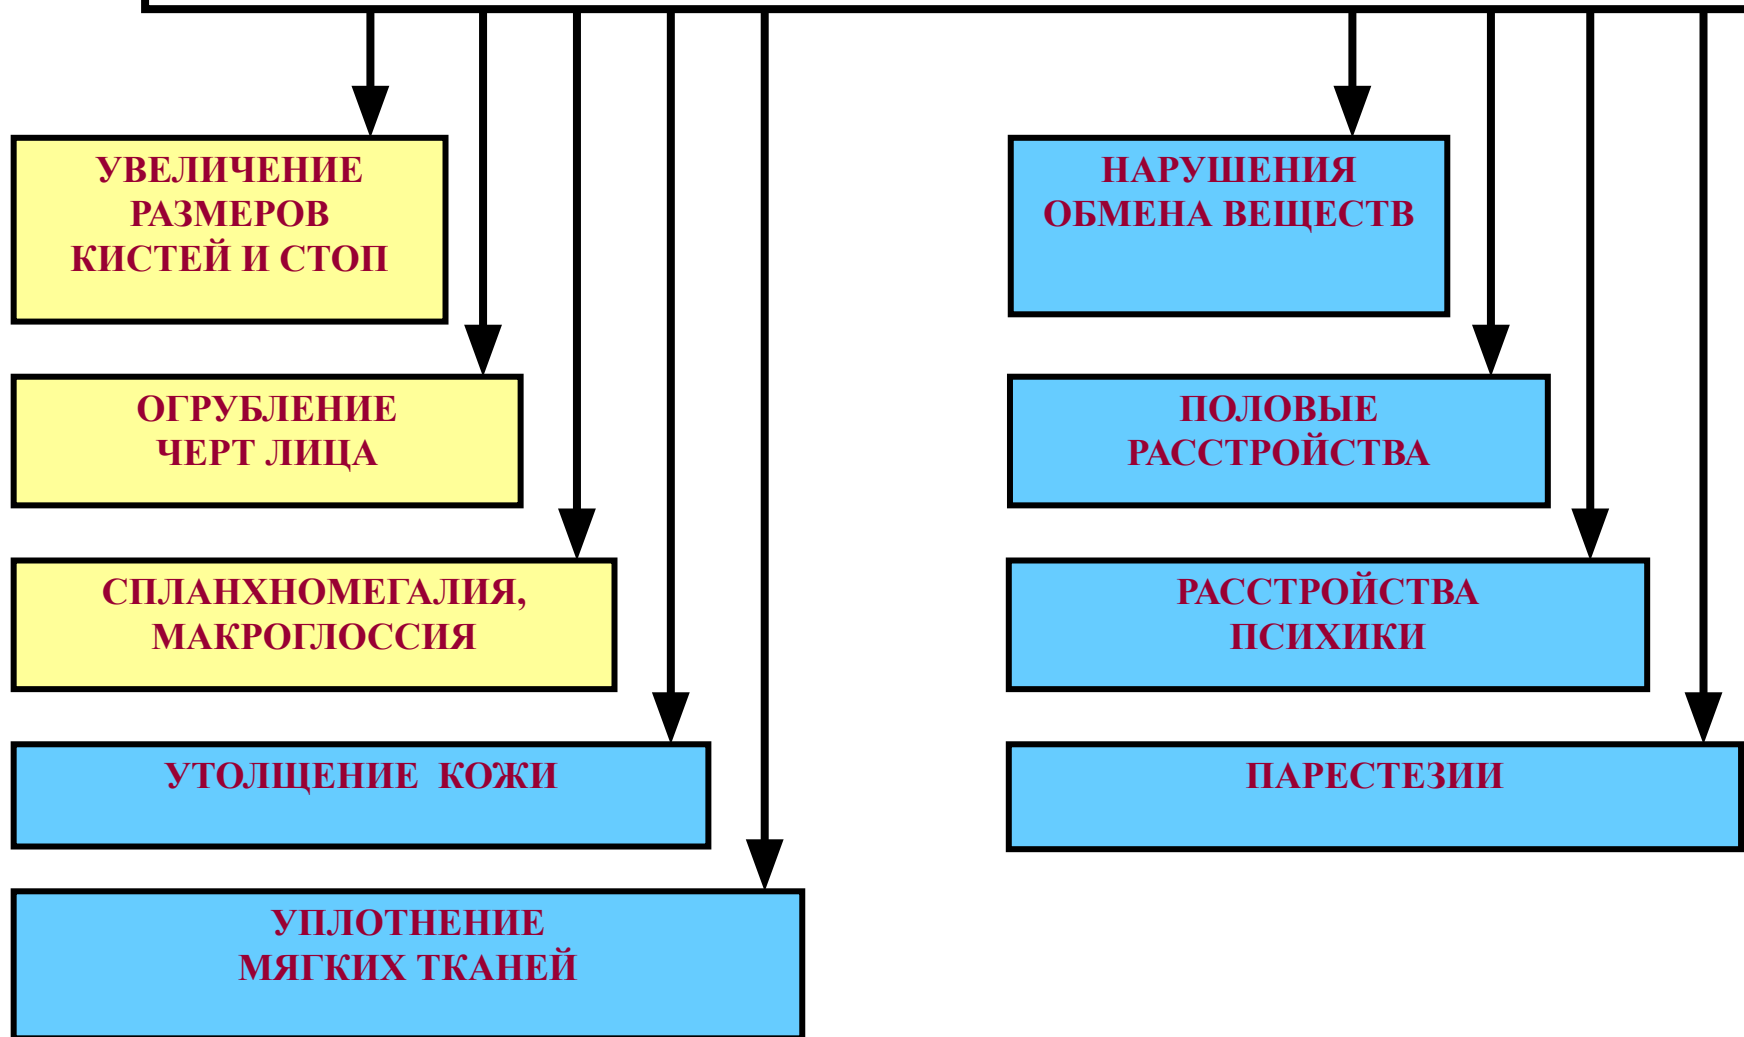 УВЕЛИЧЕНИЕ
РАЗМЕРОВ
КИСТЕЙ И СТОП
ОГРУБЛЕНИЕ
ЧЕРТ ЛИЦА
СПЛАНХНОМЕГАЛИЯ,
МАКРОГЛОССИЯ
УТОЛЩЕНИЕ КОЖИ
УПЛОТНЕНИЕ
МЯГКИХ ТКАНЕЙ
НАРУШЕНИЯ
ОБМЕНА ВЕЩЕСТВ
ПОЛОВЫЕ
РАССТРОЙСТВА
РАССТРОЙСТВА
ПСИХИКИ
ПАРЕСТЕЗИИ